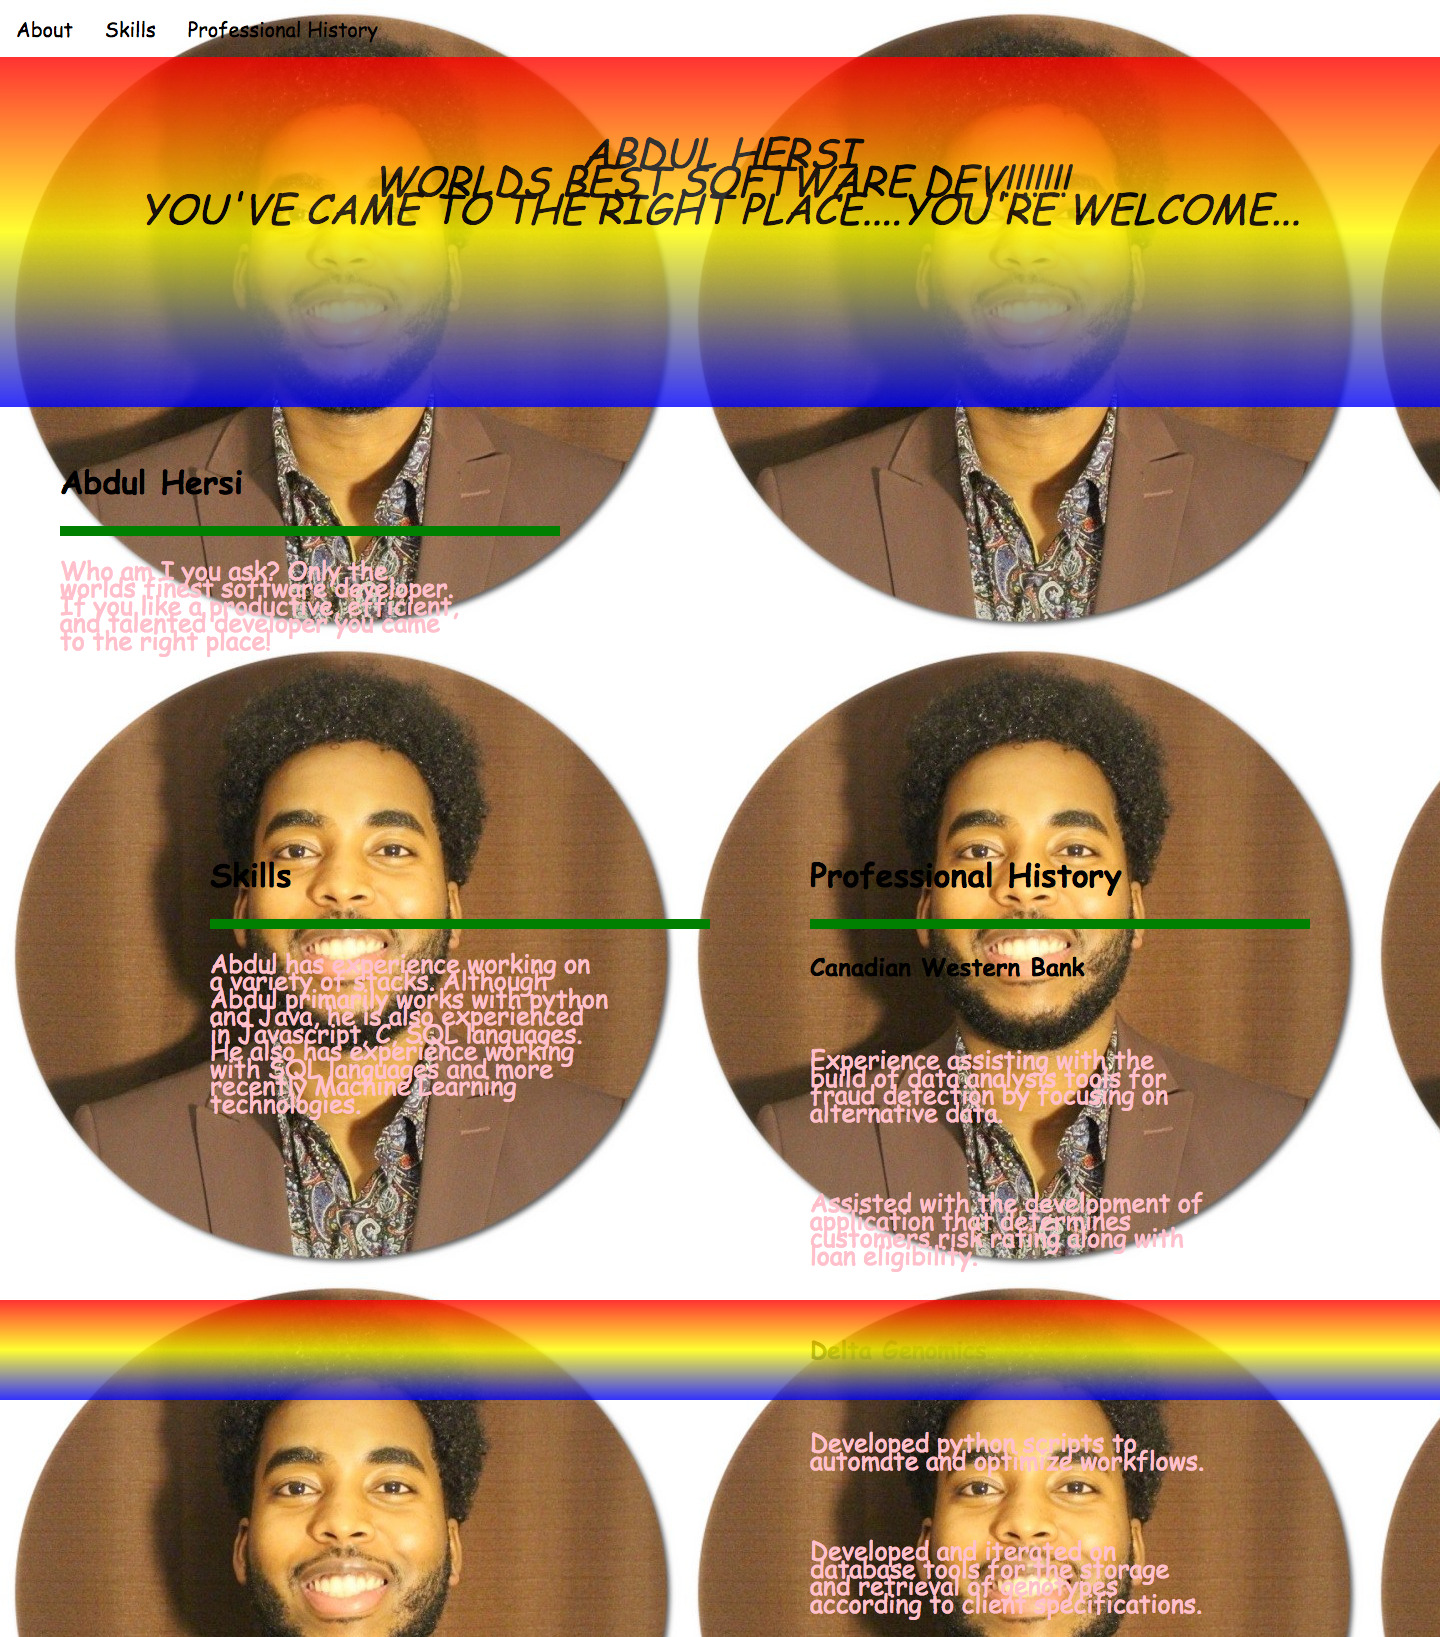 About Skills Professional History
ABDUL HERSI
WORLDS BEST SOFTWARE DEV!!!!!!!
YOU'VE CAME TO THE RIGHT PLACE....YOU'RE WELCOME...
Abdul Hersi
Who am I you ask? Only the
worlds finest software developer.
If you like a productive, efficient,
and talented developer you came
to the right place!
Skills
Abdul has experience working on
a variety of stacks. Although
Abdul primarily works with python
and Java, he is also experienced
in Javascript, C, SQL languages.
He also has experience working
with SQL languages and more
recently Machine Learning
technologies.
Professional History
Canadian Western Bank
Experience assisting with the
build of data analysis tools for
fraud detection by focusing on
alternative data.
Assisted with the development of
application that determines
customers risk rating along with
loan eligibility.
Delta Genomics
Developed python scripts to
automate and optimize workflows.
Developed and iterated on
database tools for the storage
and retrieval of genotypes
according to client specifications.